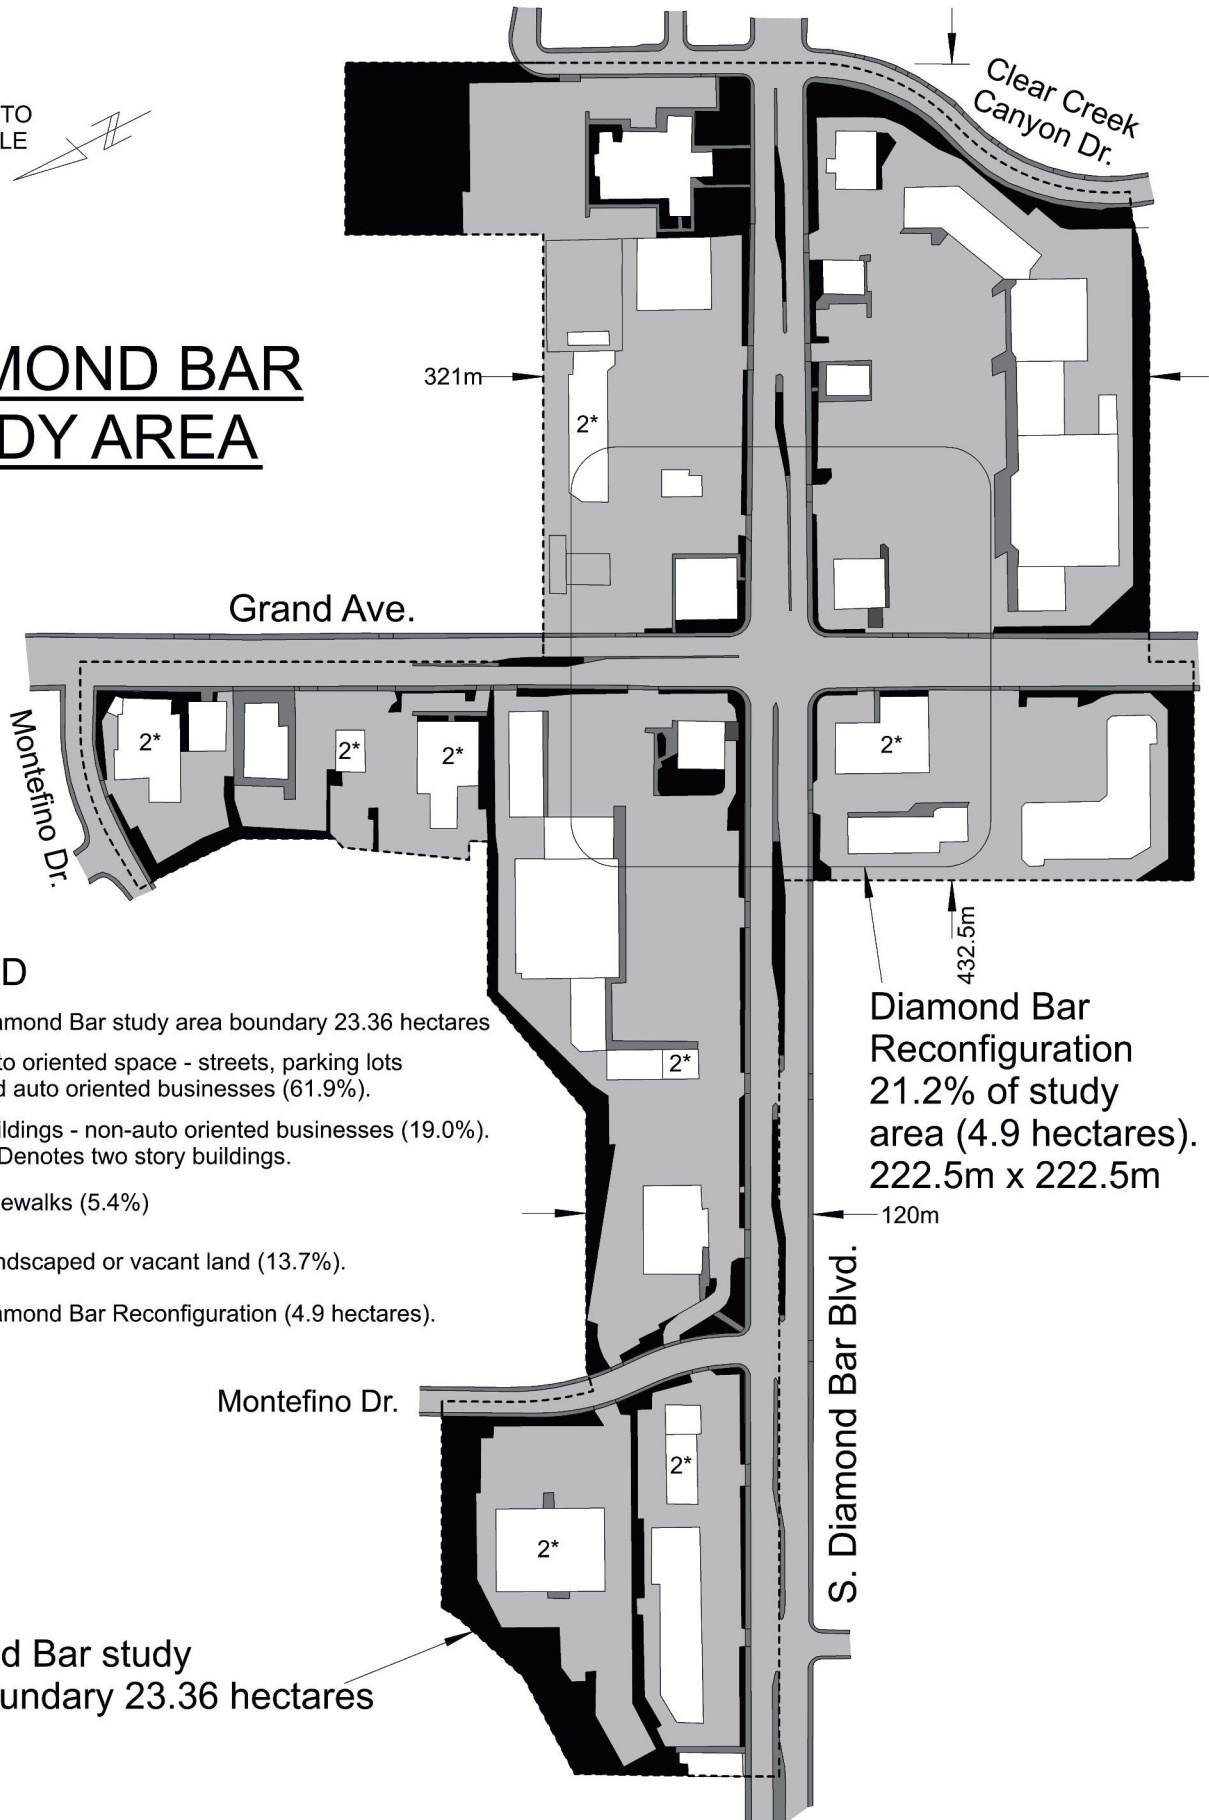 TO
LE
Clear Creek
Canyon Dr.
MOND BAR
DY AREA
321m
2*
Grand Ave.
Montefino Dr.
2*
2*
2*
2*
432.5m
D
amond Bar study area boundary 23.36 hectares
to oriented space - streets, parking lots
d auto oriented businesses (61.9%).
ildings - non-auto oriented businesses (19.0%).
Denotes two story buildings.
ewalks (5.4%)
ndscaped or vacant land (13.7%).
amond Bar Reconfiguration (4.9 hectares).
2*
Diamond Bar
Reconfiguration
21.2% of study
area (4.9 hectares).
222.5m x 222.5m
120m
S. Diamond Bar Blvd.
Montefino Dr.
2*
2*
d Bar study
undary 23.36 hectares